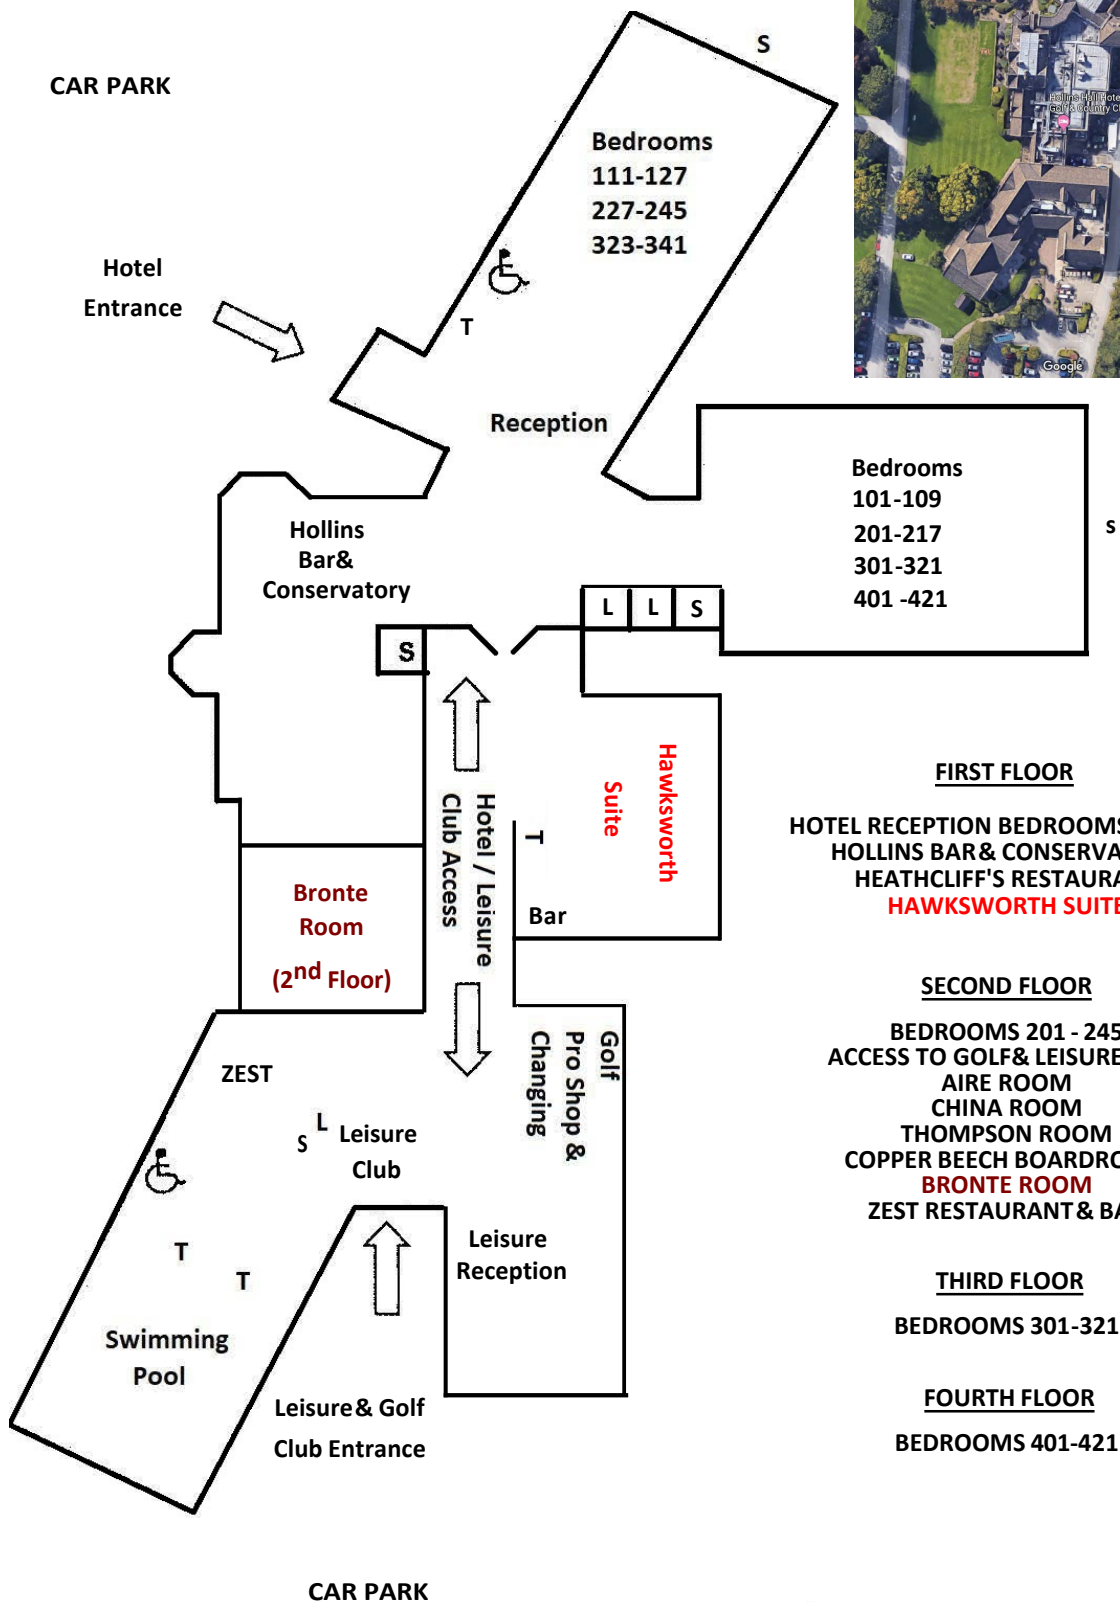 CAR PARK
S
Bedrooms
111-127
227-245
323-341
Hotel
Entrance
T
Reception
Hollins Hall Hote
Golf & Country C
Google
Bedrooms
101-109
201-217
301-321
401 -421
s
Hollins
Bar&
Conservatory
L L S
S
Hotel / Leisure
Club Access
T
Hawksworth
Suite
Bar
Bronte
Room
(2nd Floor)
Golf
Pro Shop &
Changing
ZEST
L
S
Leisure
Club
T
T
Leisure
Reception
Swimming
Pool
Leisure& Golf
Club Entrance
CAR PARK
FIRST FLOOR
HOTEL RECEPTION BEDROOMS
HOLLINS BAR& CONSERVA
HEATHCLIFF'S RESTAURA
HAWKSWORTH SUITE
SECOND FLOOR
BEDROOMS 201 - 245
ACCESS TO GOLF& LEISURE
AIRE ROOM
CHINA ROOM
THOMPSON ROOM
COPPER BEECH BOARDRO
BRONTE ROOM
ZEST RESTAURANT& BA
THIRD FLOOR
BEDROOMS 301-321
FOURTH FLOOR
BEDROOMS 401-421